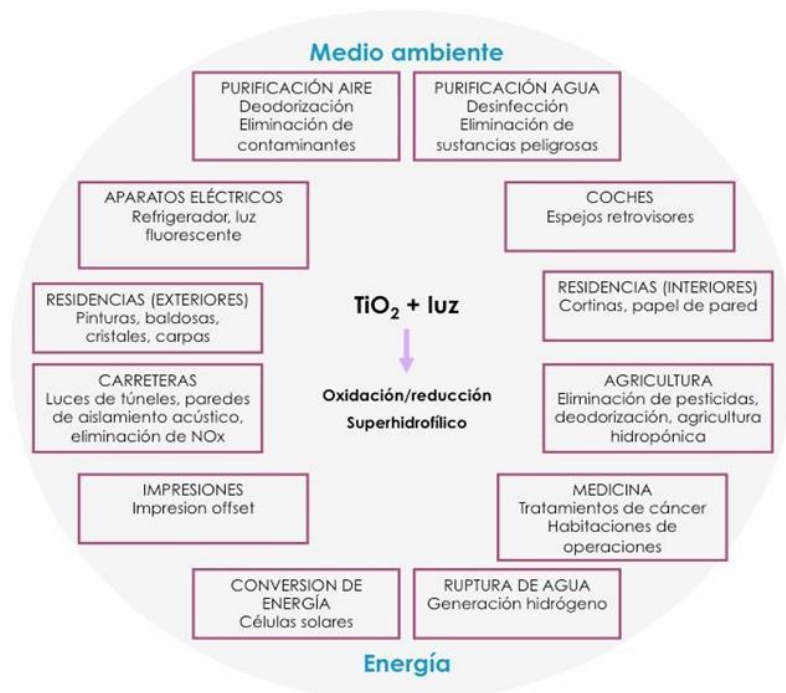 Medio ambiente
PURIFICACIÓN AIRE
Deodorización
Eliminación de
contaminantes
PURIFICACIÓN AGUA
Desinfección
Eliminación de
sustancias peligrosas
APARATOS ELÉCTRICOS
Refrigerador, luz
fluorescente
COCHES
Espejos retrovisores
RESIDENCIAS (EXTERIORES)
Pinturas, baldosas,
cristales, carpas
TiO₂ + luz
RESIDENCIAS (INTERIORES)
Cortinas, papel de pared
CARRETERAS
Luces de túneles, paredes
de aislamiento acústico,
eliminación de NOx
Oxidación/reducción
Superhidrofílico
AGRICULTURA
Eliminación de pesticidas,
deodorización, agricultura
hidropónica
IMPRESIONES
Impresion offset
MEDICINA
Tratamientos de cáncer
Habitaciones de
operaciones
CONVERSION DE
ENERGÍA
Células solares
RUPTURA DE AGUA
Generación hidrógeno
Energía